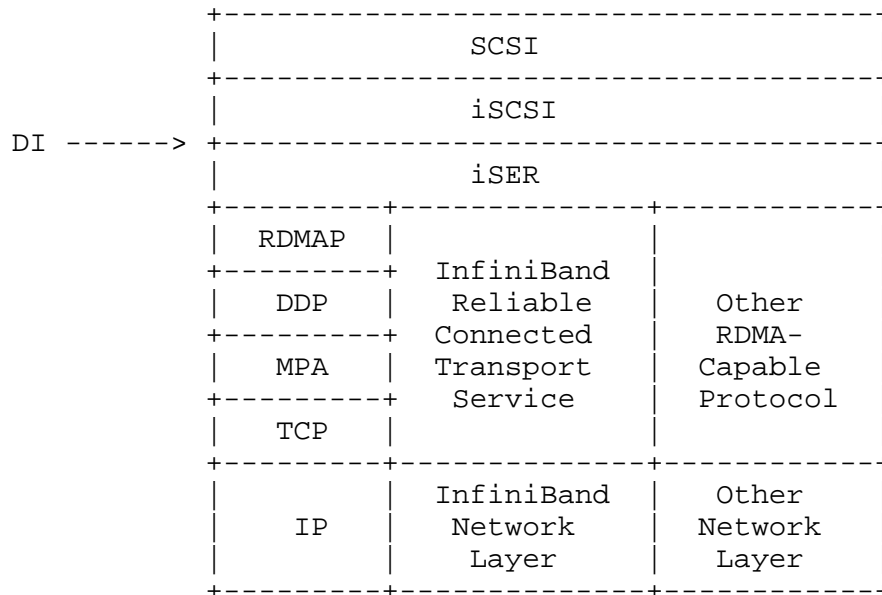 +---------------------------------------
|                SCSI
+---------------------------------------
|                iSCSI
DI ------> +---------------------------------------
|                iSER
+---------+--------------+-------------
|  RDMAP  |              |
+---------+  InfiniBand  |
|   DDP   |   Reliable   |   Other
+---------+  Connected   |   RDMA-
|   MPA   |  Transport   |  Capable
+---------+   Service    |  Protocol
|   TCP   |              |
+---------+--------------+-------------
|         |  InfiniBand  |   Other
|   IP    |   Network    |  Network
|         |    Layer     |   Layer
+---------+--------------+-------------